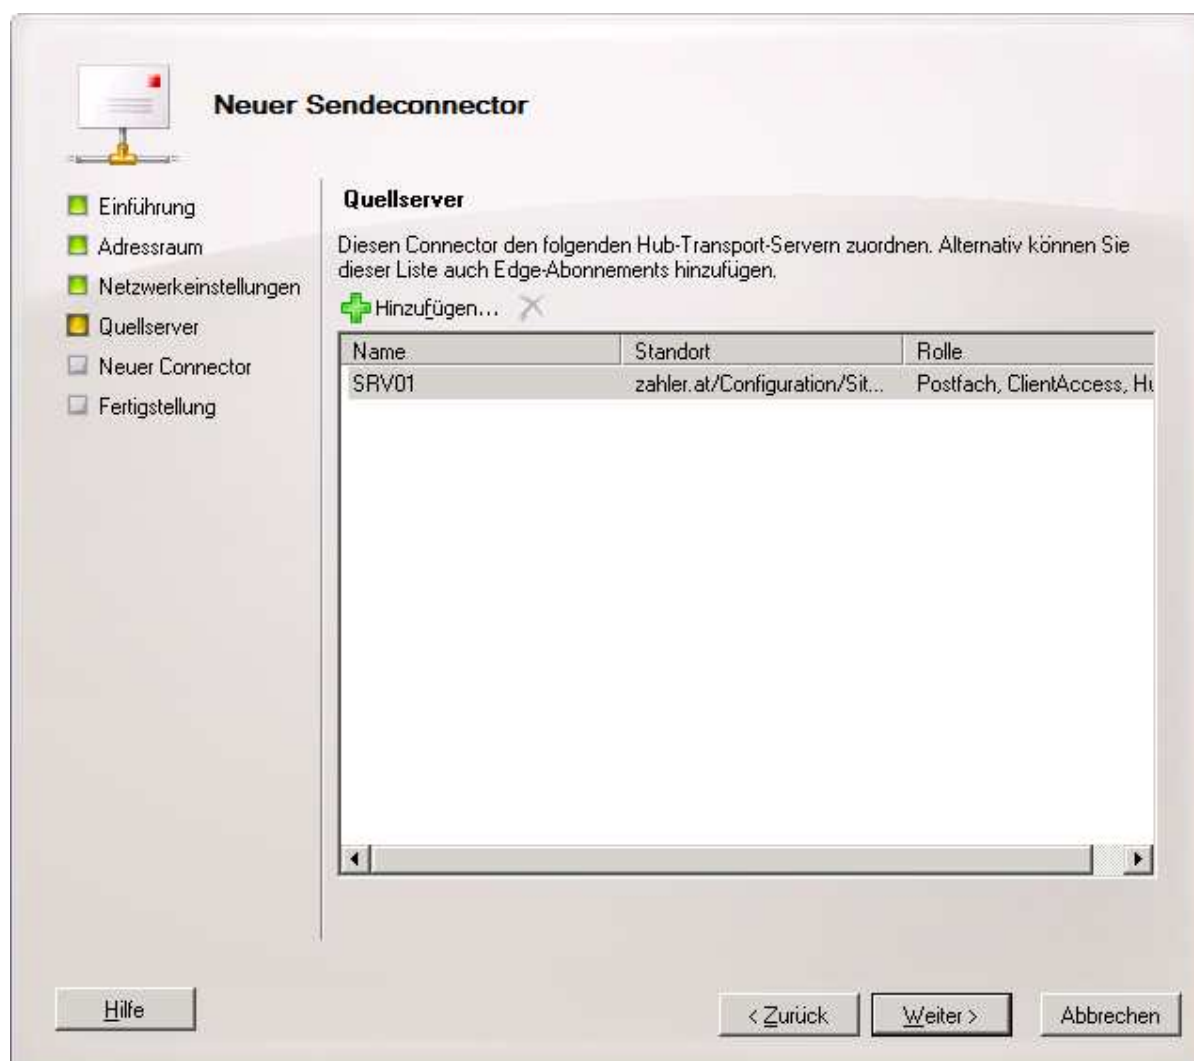 Neuer Sendeconnector
Einführung
Adressraum
Netzwerkeinstellungen
Quellserver
Neuer Connector
Fertigstellung
Quellserver
Diesen Connector den folgenden Hub-Transport-Servern zuordnen. Alternativ können Sie
dieser Liste auch Edge-Abonnements hinzufügen.
Hinzufügen...
Name Standort Rolle
SRV01 zahler.at/Configuration/Sit... Postfach, ClientAccess, Hu
Hilfe < Zurück Weiter > Abbrechen